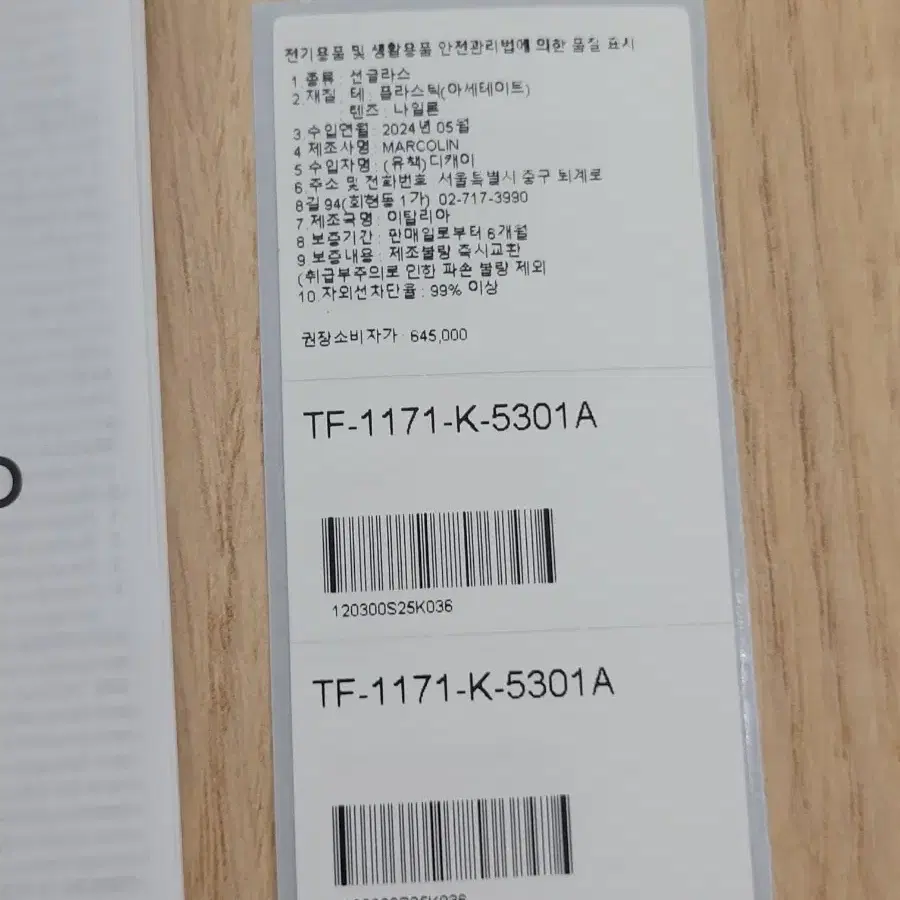 전기용품 및 생활용품 안전관리법에 의한 품질 표시
1 종류 : 선글라스
2.재질 : 테 : 플라스틱(아세테이트)
렌즈 : 나일론
3.수입연월 : 2024년 05월
4 제조사명 : MARCOLIN
5 수입자명 : (유책)디캐이
6.주소 및 전화번호 서울특별시 중구 퇴계로
8길 94(회현동 1가) 02-717-3990
7.제조국명 : 이탈리아
8 보증기간 : 판매일로부터 6개월
9.보증내용 : 제조불량 즉시교환
(취급부주의로 인한 파손 불량 제외
10.자외선차단율 : 99% 이상
권장소비자가 : 645,000
TF-1171-K-5301A
120300S25K036
TF-1171-K-5301A